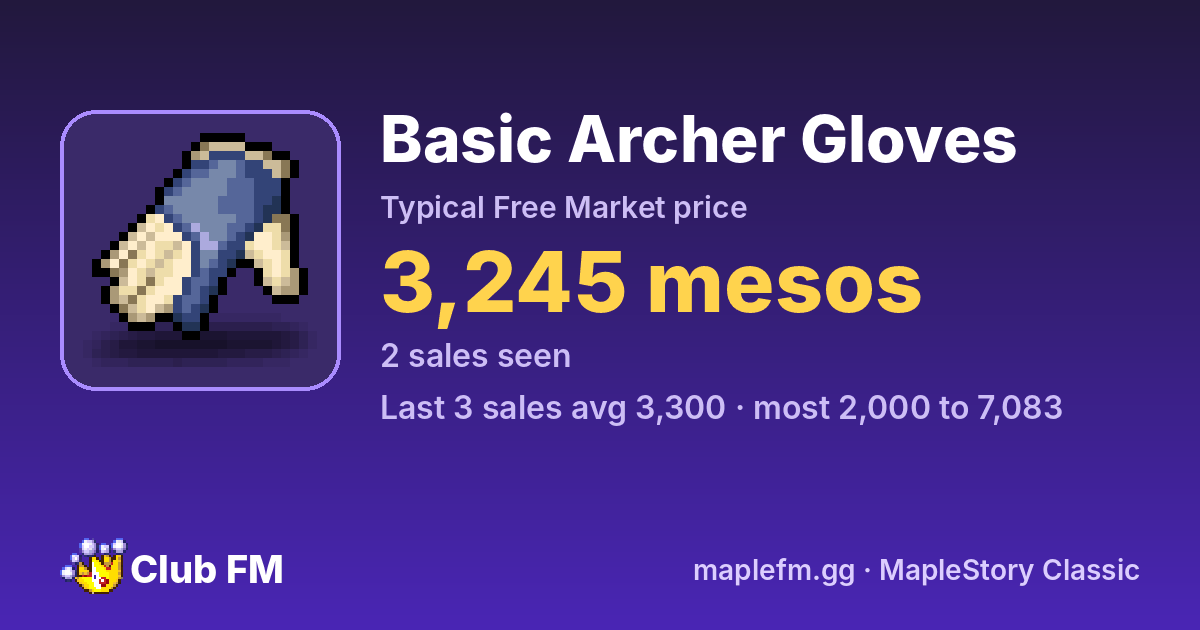 Basic Archer Gloves
Typical Free Market price
3,245 mesos
2 sales seen
Last 3 sales avg 3,300 · most 2,000 to 7,083
Club FM
maplefm.gg · MapleStory Classic